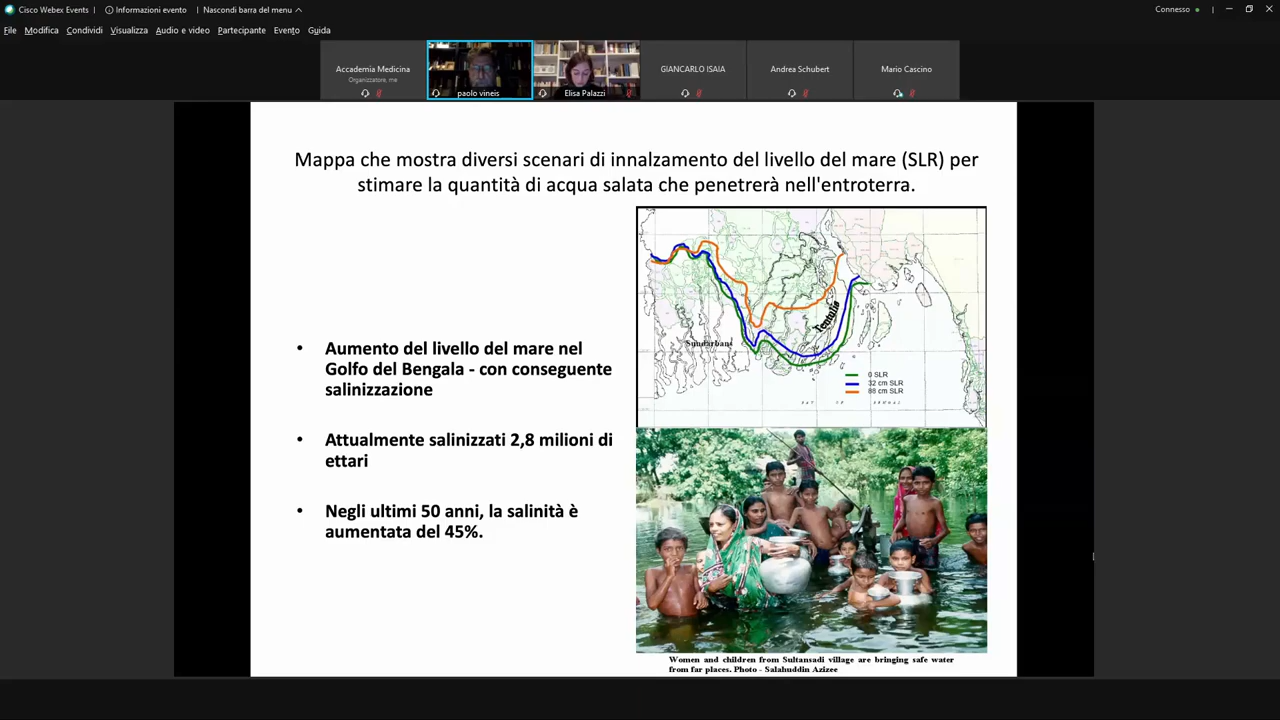 Cisco Webex Events
Informazioni evento
Nascondi barra del menu
Connesso
File
Modifica
Condividi
Visualizza
Audio e video
Partecipante
Evento
Guida
Accademia Medicina
Organizzatore, me
paolo vineis
Elisa Palazzi
GIANCARLO ISAIA
Andrea Schubert
Mario Cascino
Mappa che mostra diversi scenari di innalzamento del livello del mare (SLR) per
stimare la quantità di acqua salata che penetrerà nell'entroterra.
Aumento del livello del mare nel
Golfo del Bengala - con conseguente
salinizzazione
Attualmente salinizzati 2,8 milioni di
ettari
Negli ultimi 50 anni, la salinità è
aumentata del 45%.
Sundarbans
Tentulia
0 SLR
32 cm SLR
88 cm SLR
BAY OF BENGAL
Women and children from Sultansadi village are bringing safe water
from far places. Photo - Salahuddin Azizee